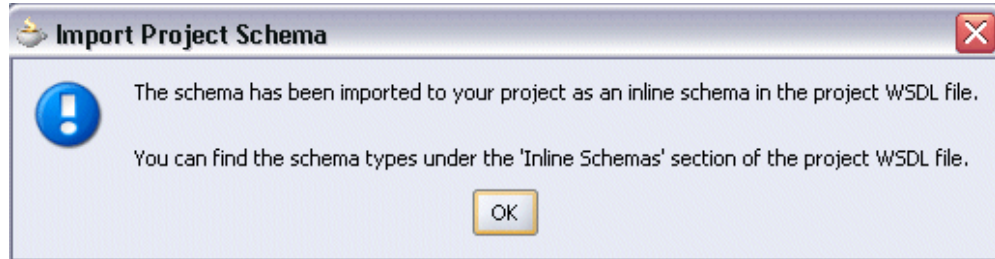 Import Project Schema
The schema has been imported to your project as an inline schema in the project WSDL file.
You can find the schema types under the 'Inline Schemas' section of the project WSDL file.
OK